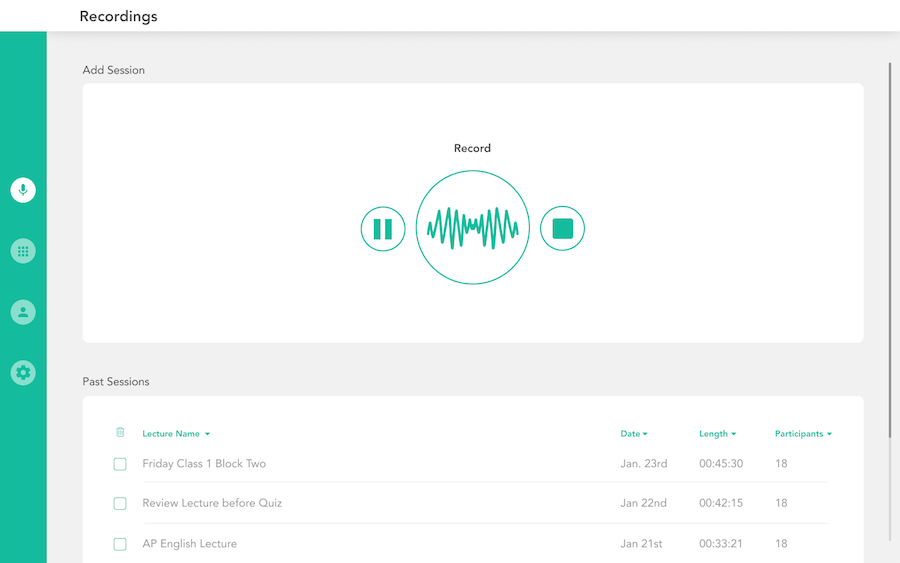 Recordings
Add Session
Record
Past Sessions
Lecture Name Date Length Participants
Friday Class 1 Block Two Jan. 23rd 00:45:30 18
Review Lecture before Quiz Jan 22nd 00:42:15 18
AP English Lecture Jan 21st 00:33:21 18